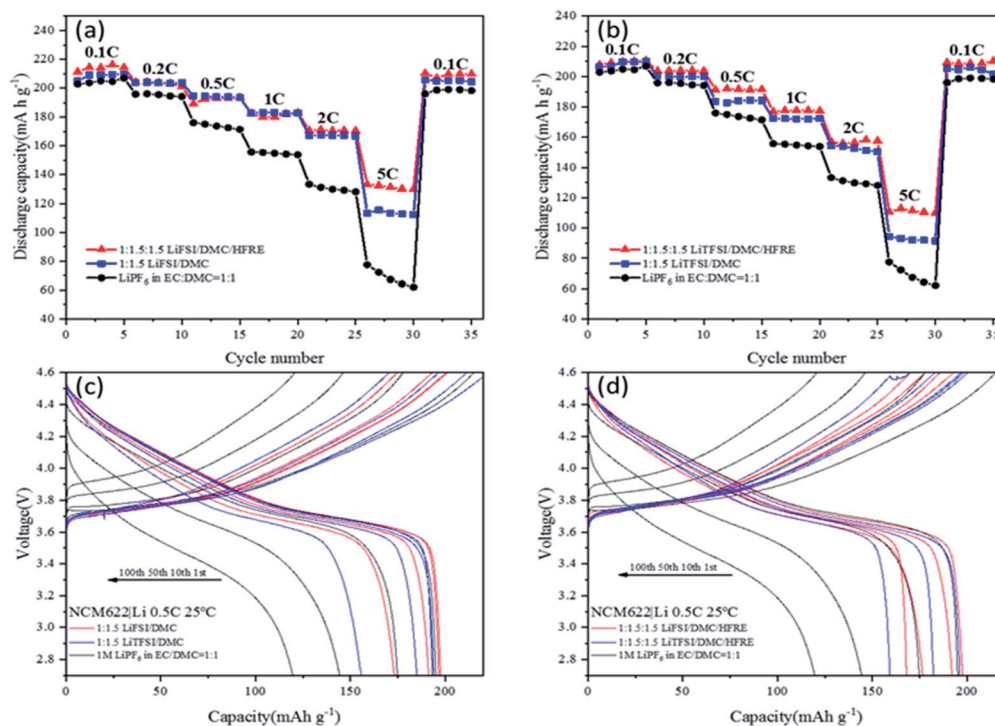 (a)
0.1C
0.2C
0.5C
1C
2C
5C
0.1C
1:1.5:1.5 LiFSI/DMC/HFRE
1:1.5 LiFSI/DMC
LiPF6 in EC:DMC=1:1
Discharge capacity(mA h g-1)
240
220
200
180
160
140
120
100
80
60
40
0 5 10 15 20 25 30 35
Cycle number
(b)
0.1C
0.2C
0.5C
1C
2C
5C
0.1C
1:1.5:1.5 LiTFSI/DMC/HFRE
1:1.5 LiTFSI/DMC
LiPF6 in EC:DMC=1:1
Discharge capacity(mA h g-1)
240
220
200
180
160
140
120
100
80
60
40
0 5 10 15 20 25 30 35
Cycle number
(c)
100th 50th 10th 1st
NCM622|Li 0.5C 25°C
1:1.5 LiFSI/DMC
1:1.5 LiTFSI/DMC
1M LiPF6 in EC/DMC=1:1
Voltage(V)
4.6
4.4
4.2
4.0
3.8
3.6
3.4
3.2
3.0
2.8
0 50 100 150 200
Capacity(mAh g-1)
(d)
100th 50th 10th 1st
NCM622|Li 0.5C 25°C
1:1.5:1.5 LiFSI/DMC/HFRE
1:1.5:1.5 LiTFSI/DMC/HFRE
1M LiPF6 in EC/DMC=1:1
Voltage(V)
4.6
4.4
4.2
4.0
3.8
3.6
3.4
3.2
3.0
2.8
0 50 100 150 200
Capacity(mAh g-1)